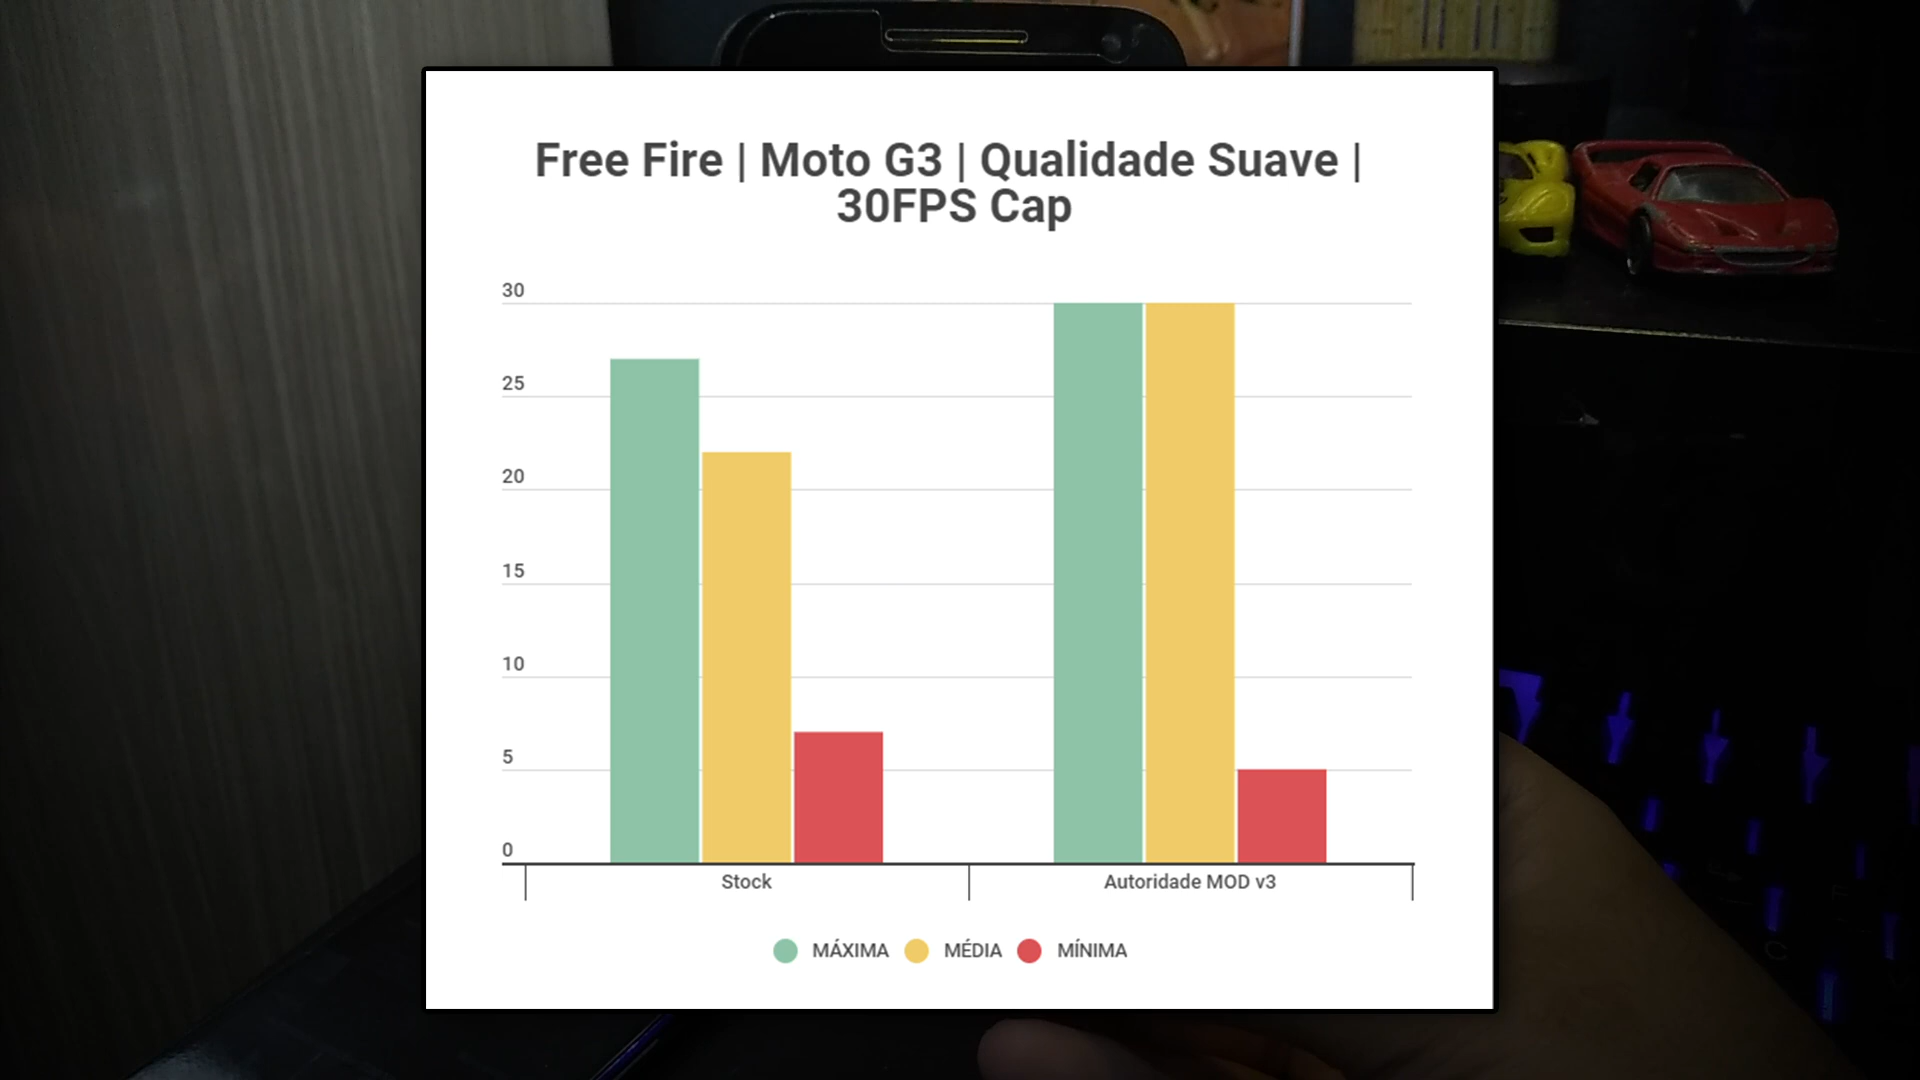 Free Fire | Moto G3 | Qualidade Suave |
30FPS Cap
30
25
20
15
10
5
0
Stock
Autoridade MOD v3
MÁXIMA MÉDIA MÍNIMA